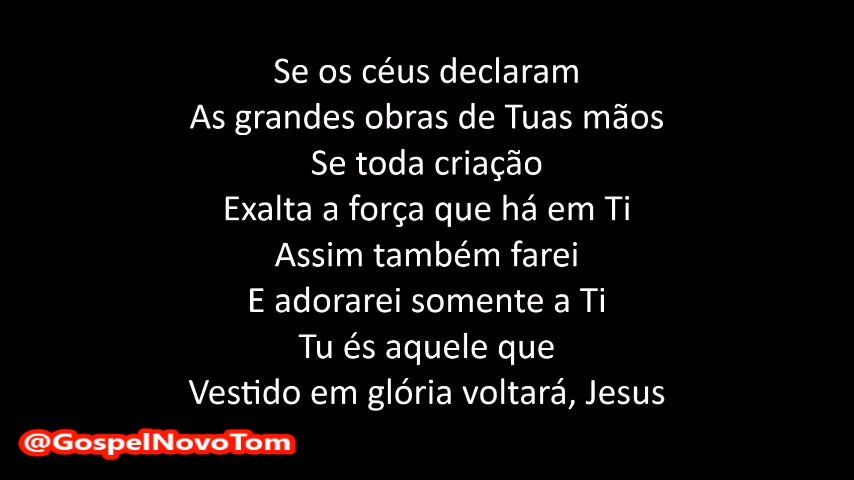 Se os céus declaram
As grandes obras de Tuas mãos
Se toda criação
Exalta a força que há em Ti
Assim também farei
E adorarei somente a Ti
Tu és aquele que
Vestido em glória voltará, Jesus
@GospelNovoTom